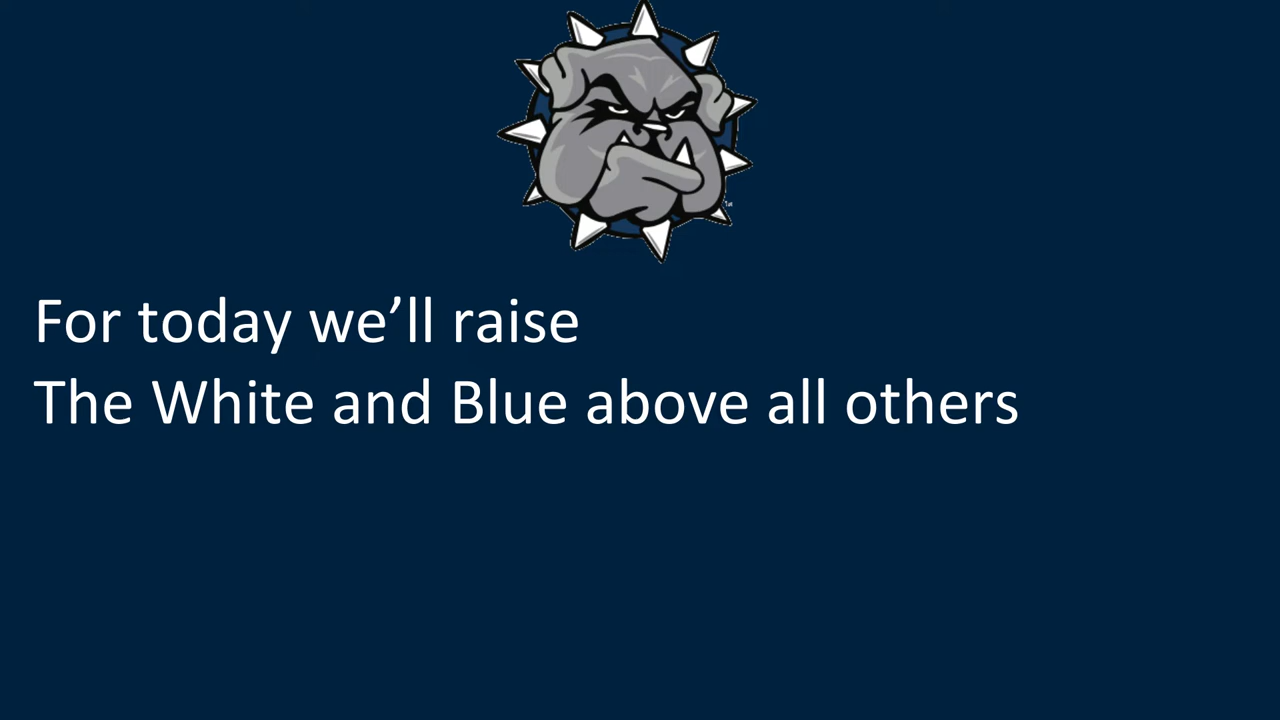 For today we’ll raise
The White and Blue above all others